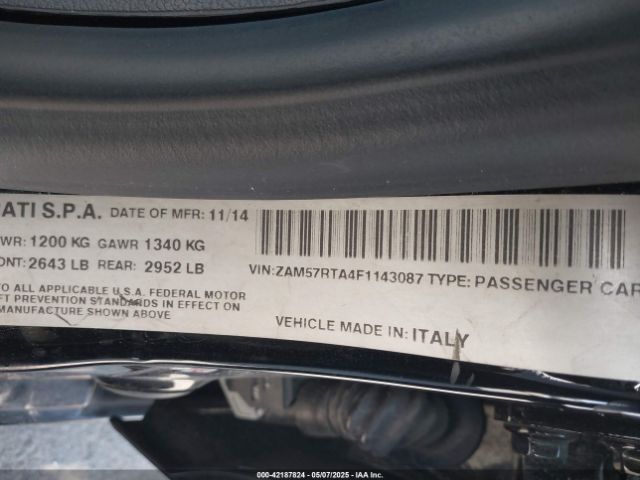 ATI S.P.A. DATE OF MFR: 11/14
WR: 1200 KG GAWR 1340 KG
ONT: 2643 LB REAR: 2952 LB
VIN:ZAM57RTA4F1143087 TYPE: PASSENGER CAR
TO ALL APPLICABLE U.S.A. FEDERAL MOTOR
FT PREVENTION STANDARDS IN EFFECT ON
MANUFACTURE SHOWN ABOVE
VEHICLE MADE IN: ITALY
000-42187824 - 05/07/2025 - IAA Inc.